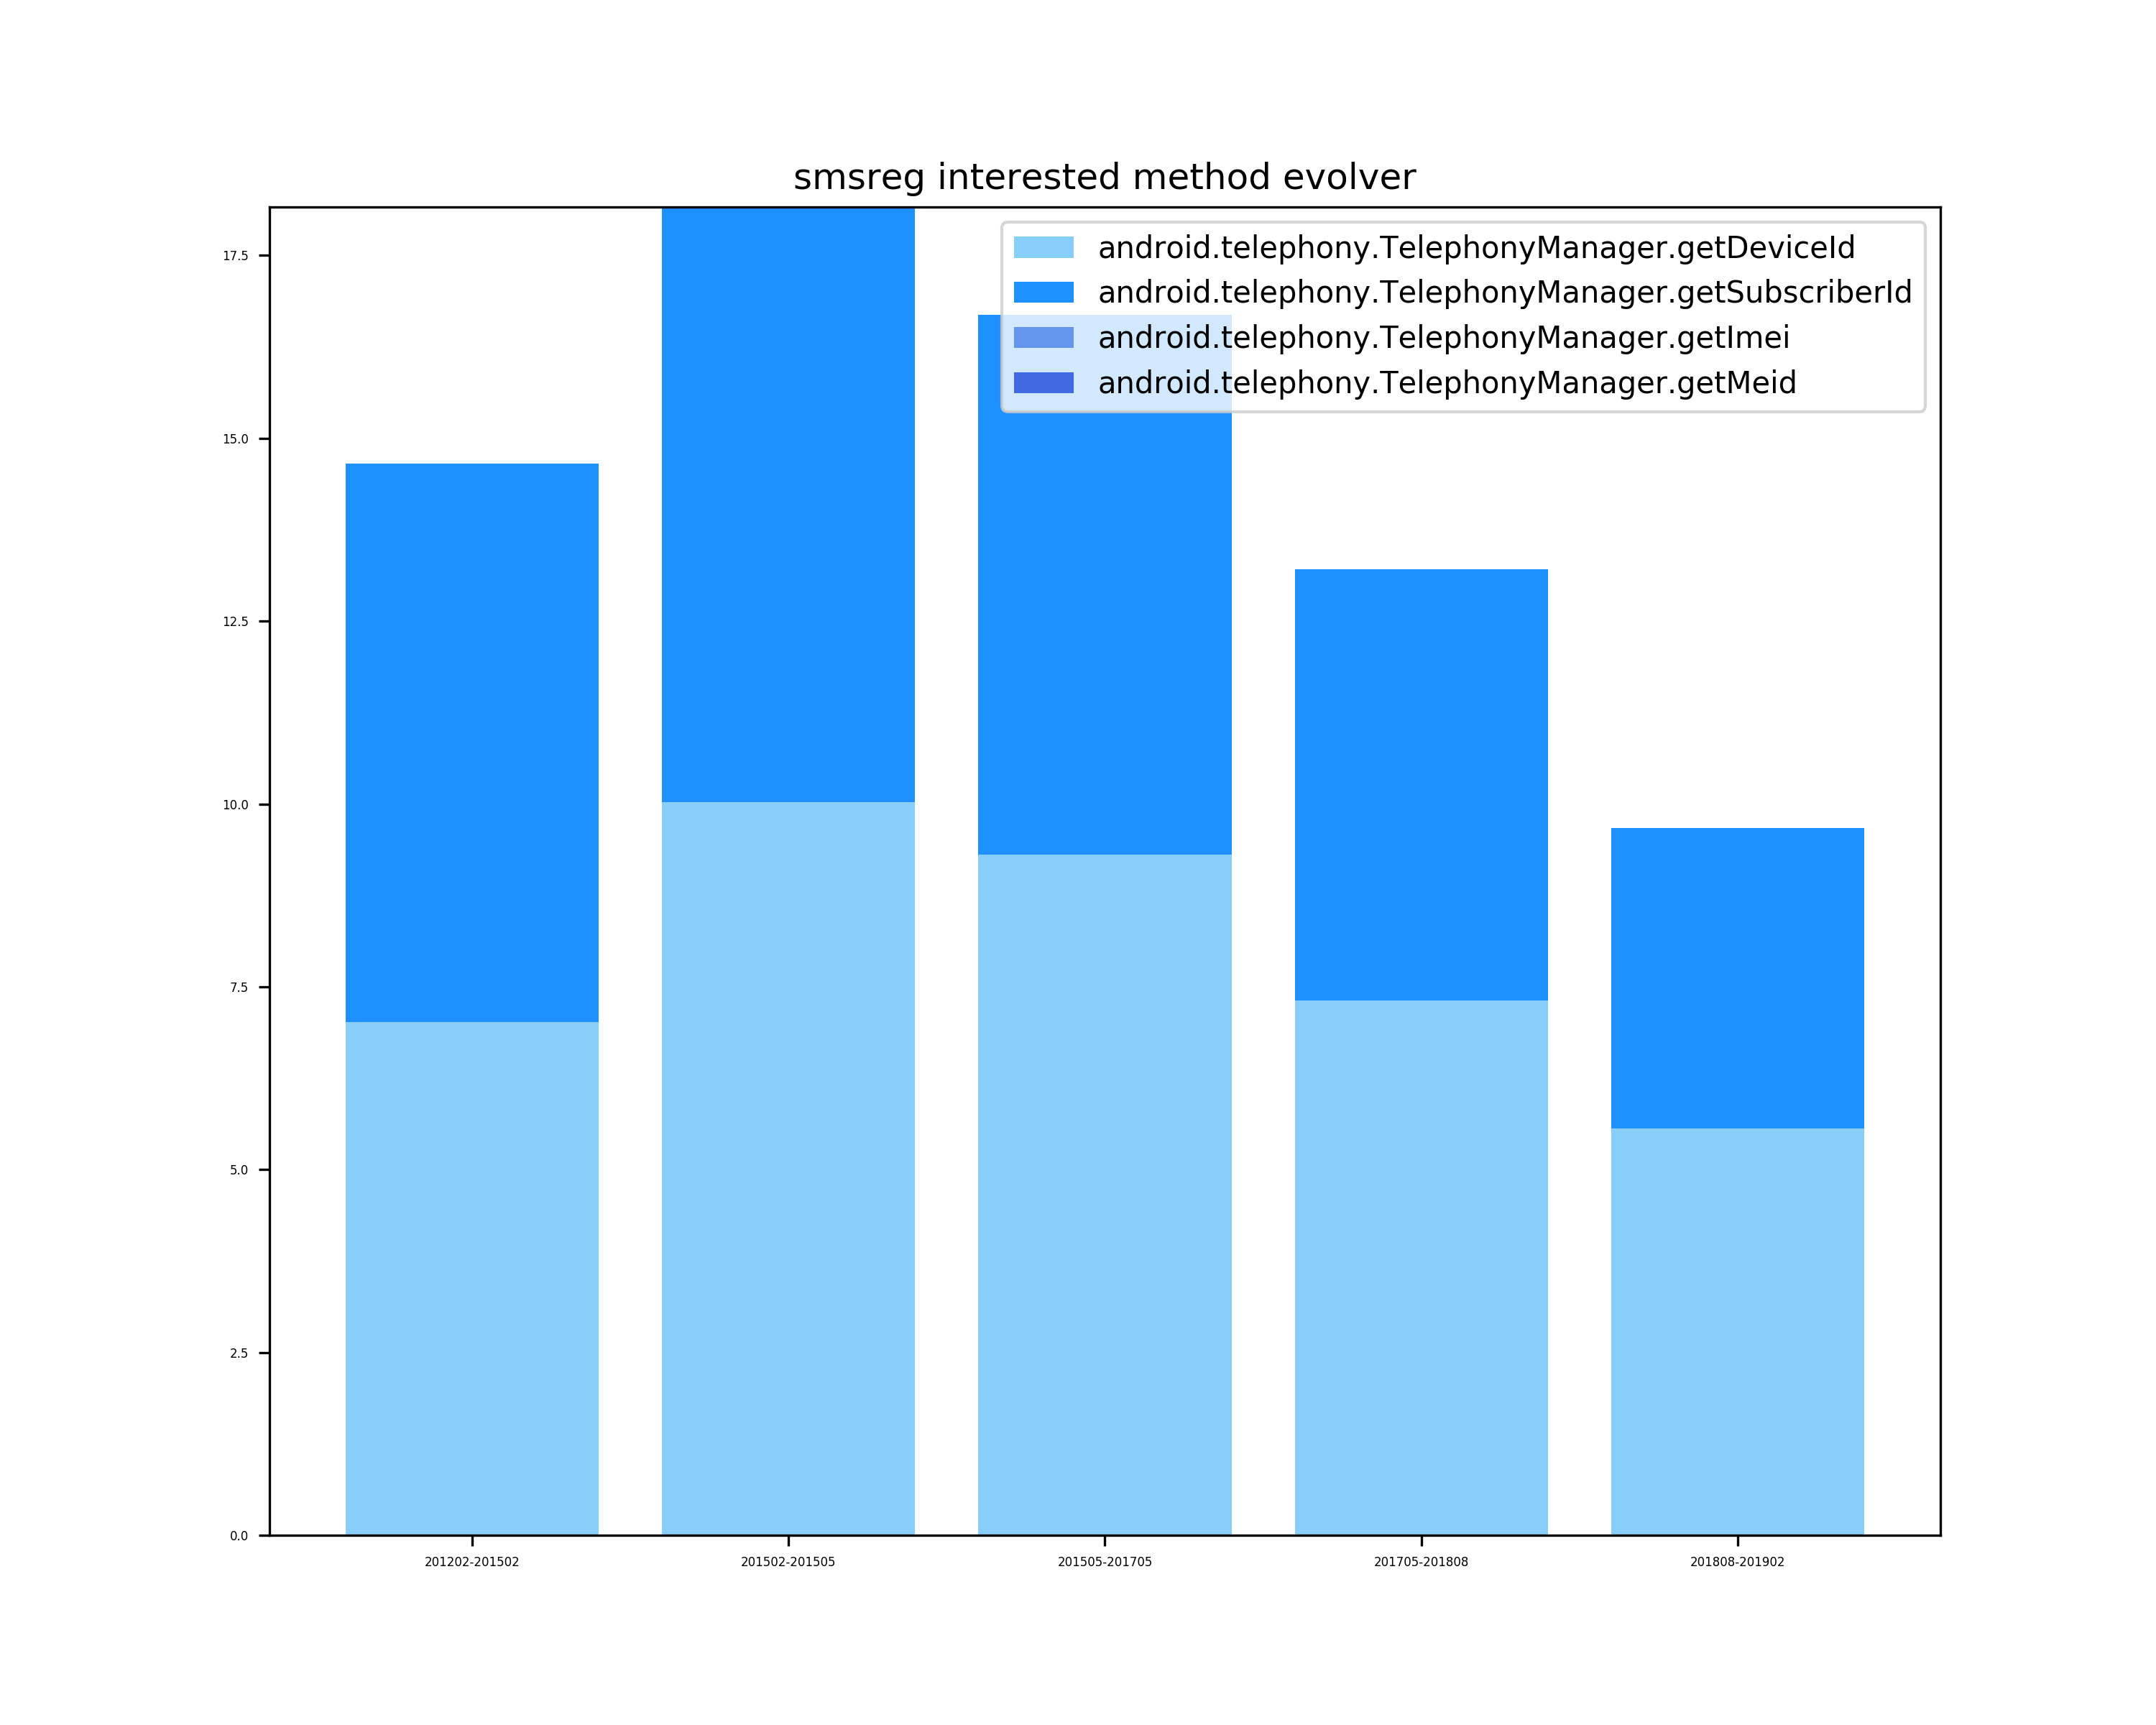 smsreg interested method evolver
android.telephony.TelephonyManager.getDeviceId
android.telephony.TelephonyManager.getSubscriberId
android.telephony.TelephonyManager.getImei
android.telephony.TelephonyManager.getMeid
17.5
15.0
12.5
10.0
7.5
5.0
2.5
0.0
201202-201502
201502-201505
201505-201705
201705-201808
201808-201902